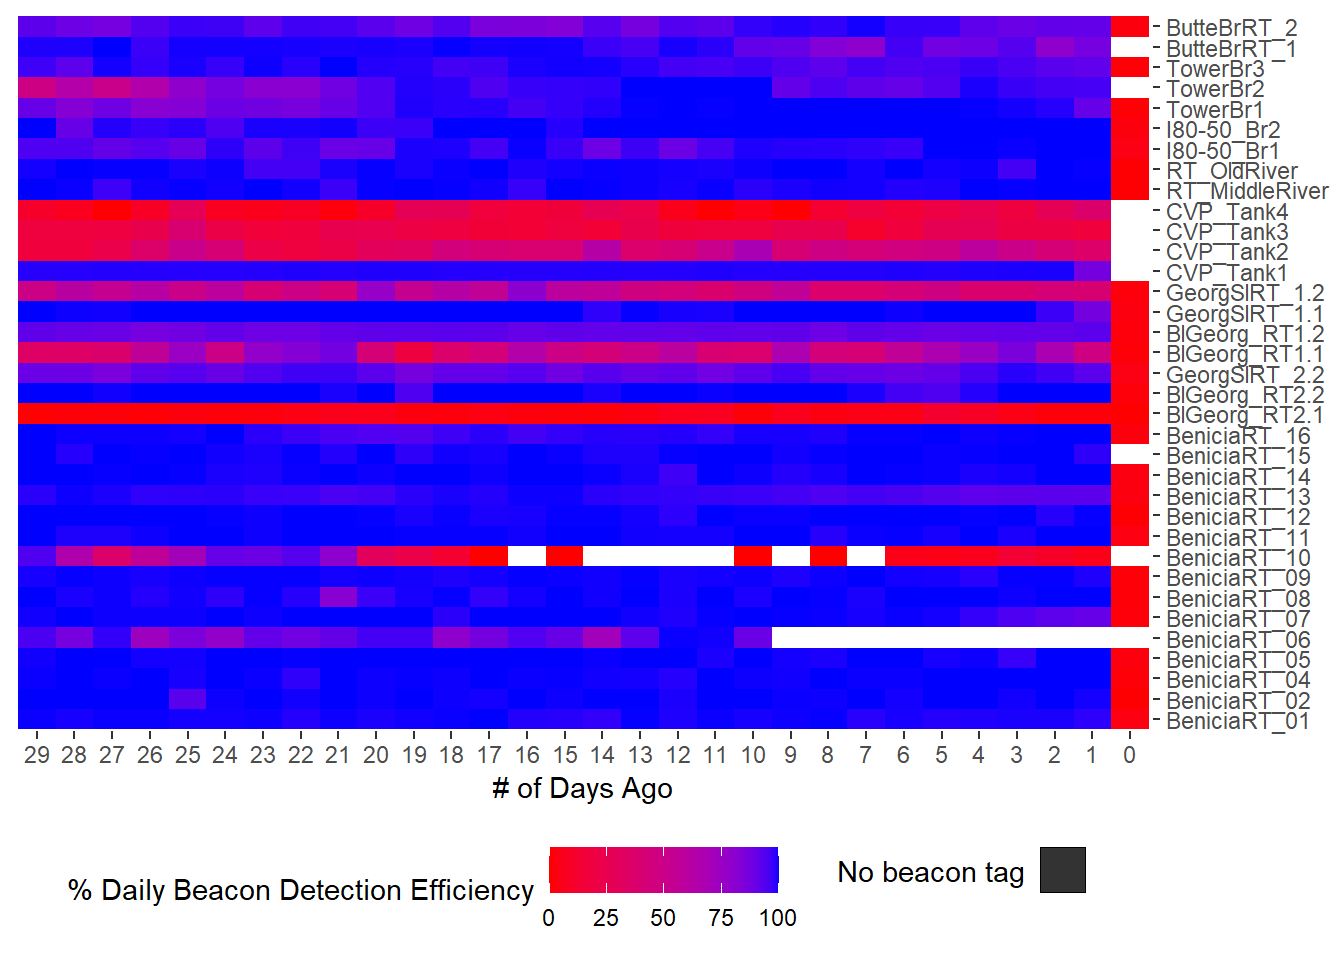 ButteBrRT_2
ButteBrRT_1
TowerBr3
TowerBr2
TowerBr1
I80-50_Br2
I80-50_Br1
RT_OldRiver
RT_MiddleRiver
CVP_Tank4
CVP_Tank3
CVP_Tank2
CVP_Tank1
GeorgSlRT_1.2
GeorgSlRT_1.1
BlGeorg_RT1.2
BlGeorg_RT1.1
GeorgSlRT_2.2
BlGeorg_RT2.2
BlGeorg_RT2.1
BeniciaRT_16
BeniciaRT_15
BeniciaRT_14
BeniciaRT_13
BeniciaRT_12
BeniciaRT_11
BeniciaRT_10
BeniciaRT_09
BeniciaRT_08
BeniciaRT_07
BeniciaRT_06
BeniciaRT_05
BeniciaRT_04
BeniciaRT_02
BeniciaRT_01
29 28 27 26 25 24 23 22 21 20 19 18 17 16 15 14 13 12 11 10 9 8 7 6 5 4 3 2 1 0
# of Days Ago
% Daily Beacon Detection Efficiency
0 25 50 75 100
No beacon tag